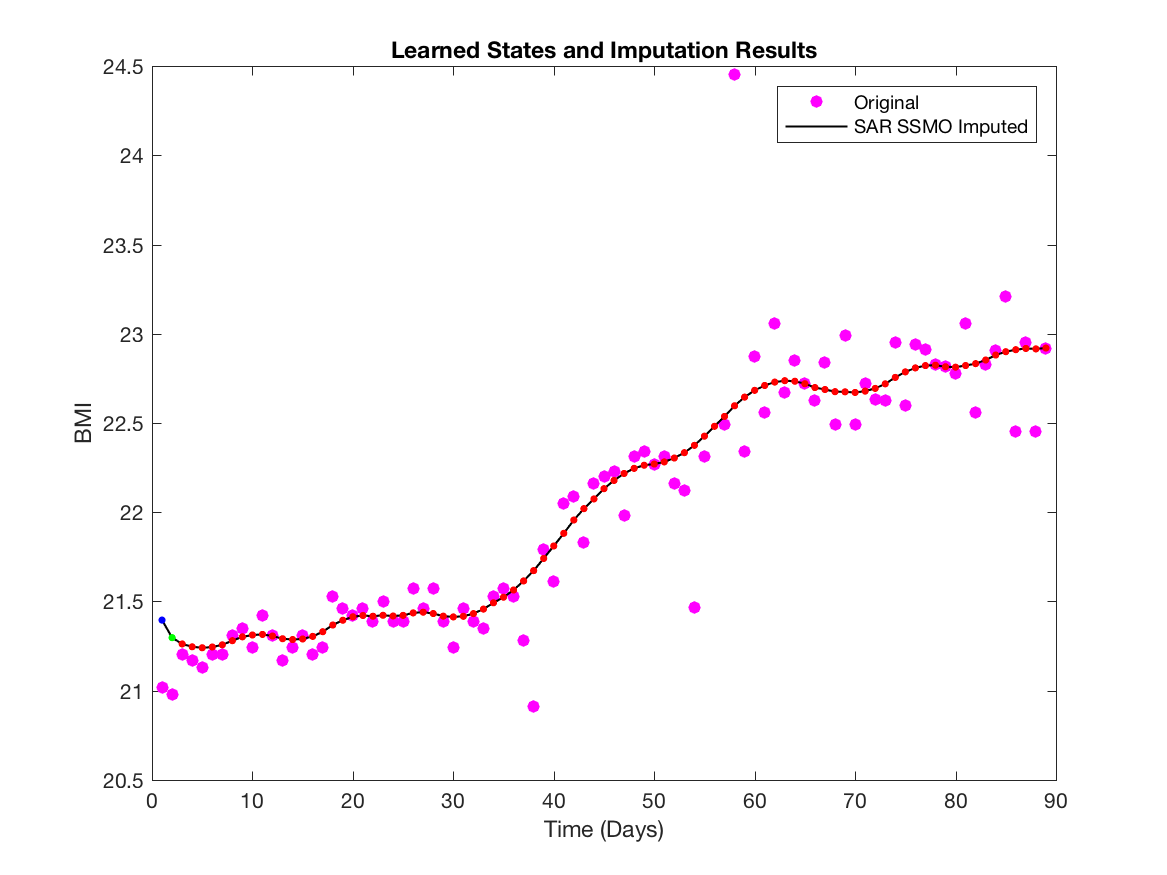 Learned States and Imputation Results
24.5
24
23.5
23
22.5
22
21.5
21
20.5
BMI
Original
SAR SSMO Imputed
0 10 20 30 40 50 60 70 80 90
Time (Days)